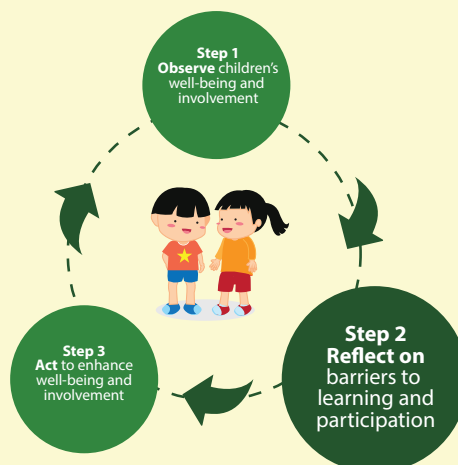 Step 1
Observe children's
well-being and
involvement
Step 2
Reflect on
barriers to
learning and
participation
Step 3
Act to enhance
well-being and
involvement